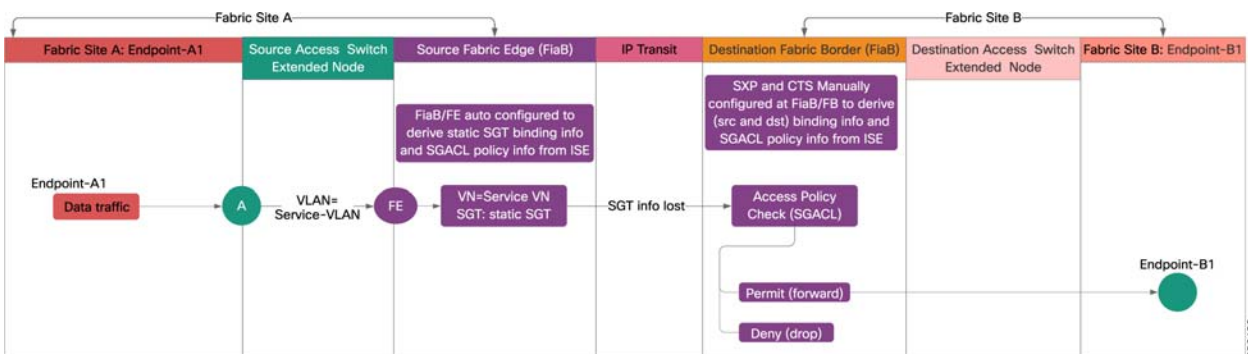 Fabric Site A
Fabric Site B
Fabric Site A: Endpoint-A1
Source Access Switch
Extended Node
Source Fabric Edge (FiaB)
IP Transit
Destination Fabric Border (FiaB)
Destination Access Switch
Extended Node
Fabric Site B: Endpoint-B1
FiaB/FE auto configured to
derive static SGT binding info
and SGACL policy info from ISE
SXP and CTS Manually
configured at FiaB/FB to derive
(src and dst) binding info and
SGACL policy info from ISE
Endpoint-A1
Data traffic
A
VLAN=
Service-VLAN
FE
VN=Service VN
SGT: static SGT
SGT info lost
Access Policy
Check (SGACL)
Endpoint-B1
Permit (forward)
Deny (drop)